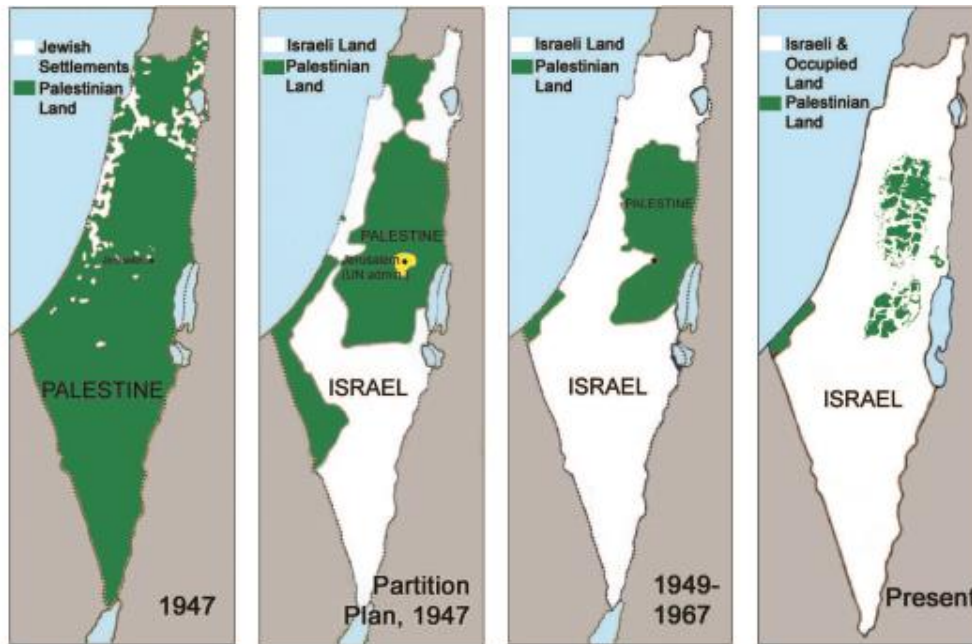 Jewish
Settlements
Palestinian
Land
Jerusalem
PALESTINE
1947
Israeli Land
Palestinian
Land
PALESTINE
Jerusalem
(UN admin.)
ISRAEL
Partition
Plan, 1947
Israeli Land
Palestinian
Land
PALESTINE
ISRAEL
1949-
1967
Israeli &
Occupied
Land
Palestinian
Land
ISRAEL
Present